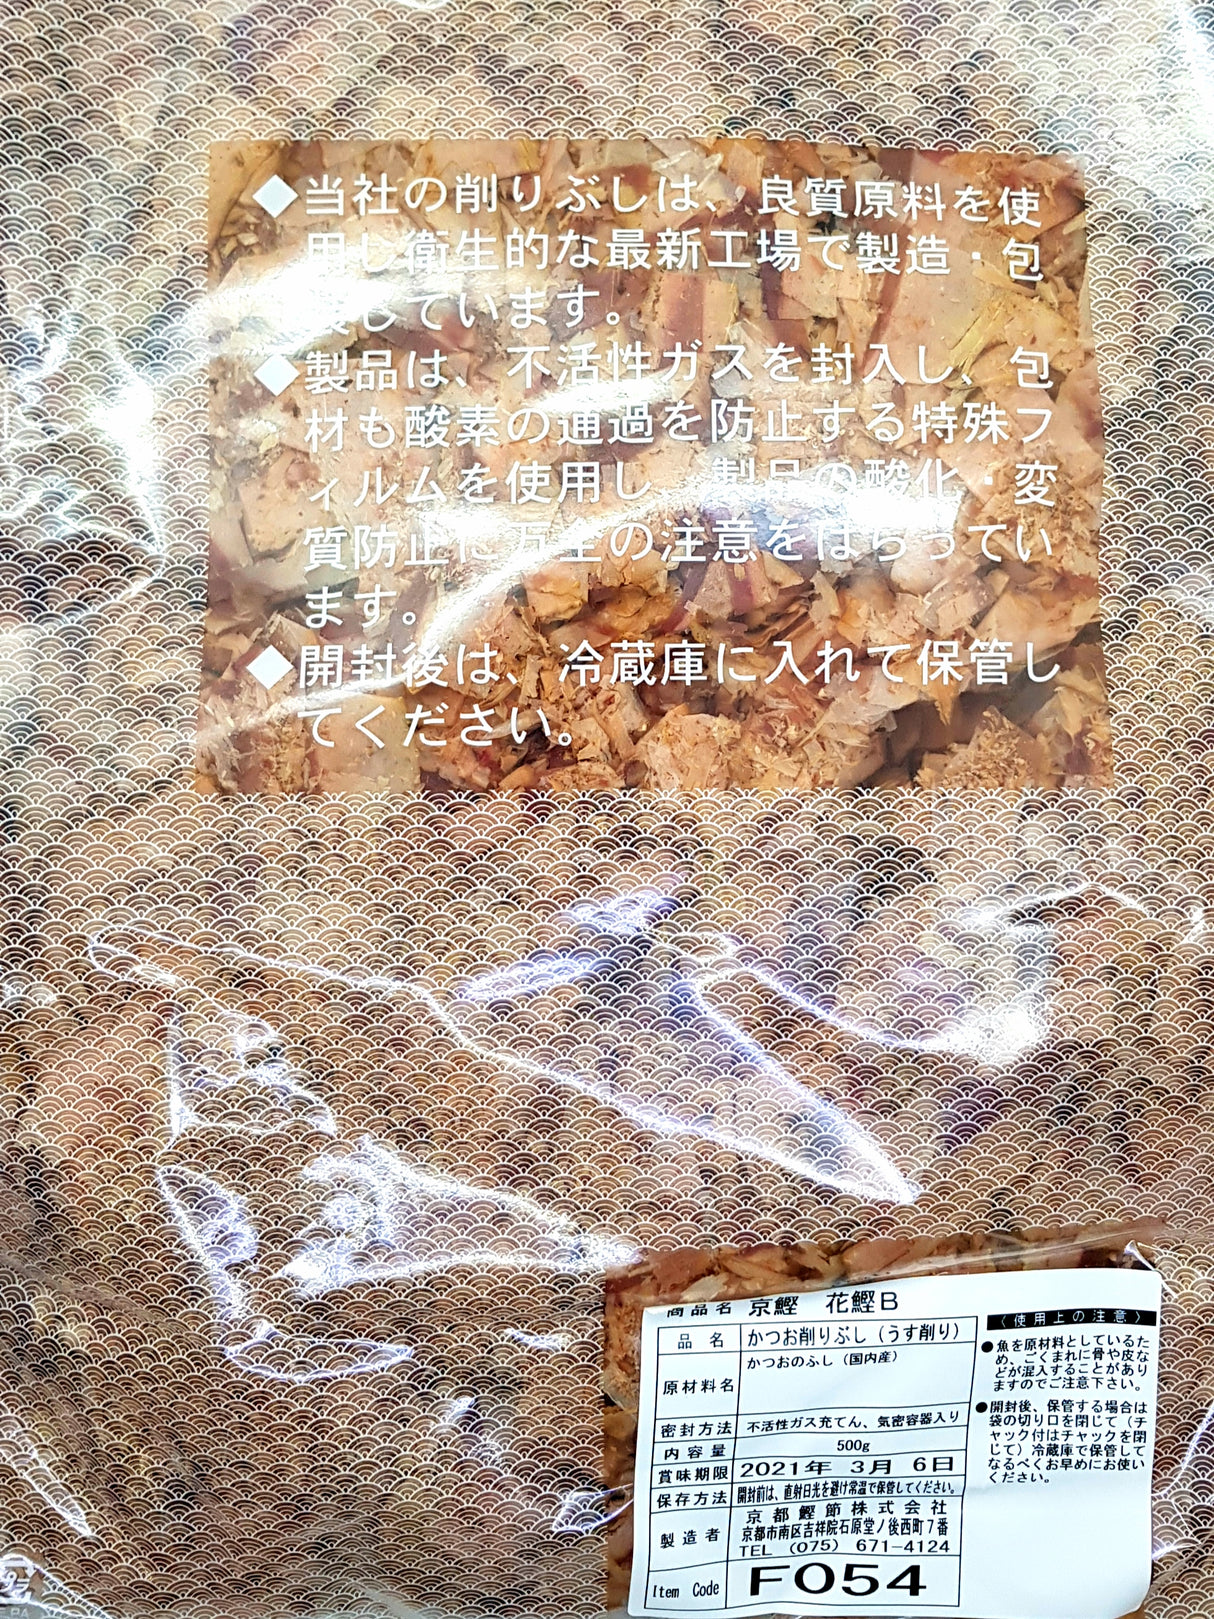 ◆当社の削りぶしは、良質原料を使
用し衛生的な最新工場で製造・包
装しています。
◆製品は、不活性ガスを封入し、包
材も酸素の通過を防止する特殊フ
ィルムを使用し、製品の酸化・変
質防止に万全の注意をはらってい
ます。
◆開封後は、冷蔵庫に入れて保管し
てください。
商品名 京鰹 花鰹B
品名 かつお削りぶし(うす削り)
原材料名 かつおのふし(国内産)
密封方法 不活性ガス充てん、気密容器入り
内容量 500g
賞味期限 2021年 3月 6日
保存方法 開封前は、直射日光を避け常温で保管してください。
製造者 京都鰹節株式会社
京都市南区吉祥院石原堂ノ後西町7番
TEL (075) 671-4124
Item Code F054
〈使用上の注意〉
●魚を原材料としているた
め、ごくまれに骨や皮な
どが混入することがあり
ますのでご注意下さい。
●開封後、保管する場合は
袋の切り口を閉じて(チ
ャック付はチャックを閉
じて)冷蔵庫で保管して
なるべくお早めにお使い
ください。